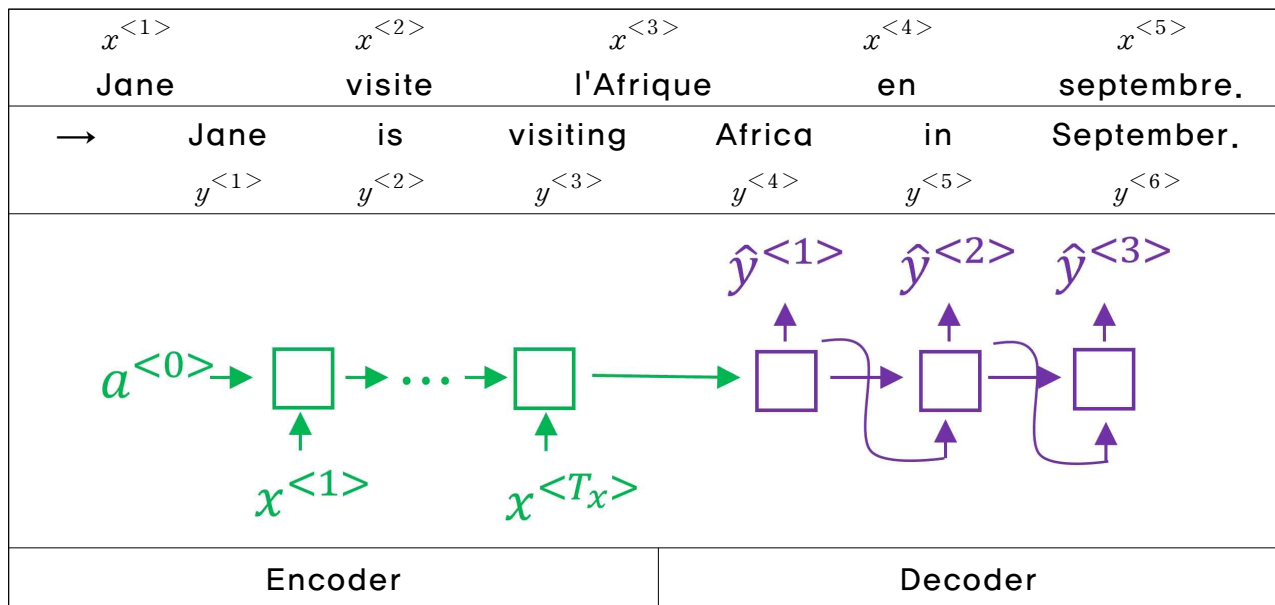 x<1> x<2> x<3> x<4> x<5>
Jane visite l'Afrique en septembre.
→ Jane is visiting Africa in September.
y<1> y<2> y<3> y<4> y<5> y<6>
ŷ<1> ŷ<2> ŷ<3>
a<0> ...
x<1> x<Tx>
Encoder Decoder